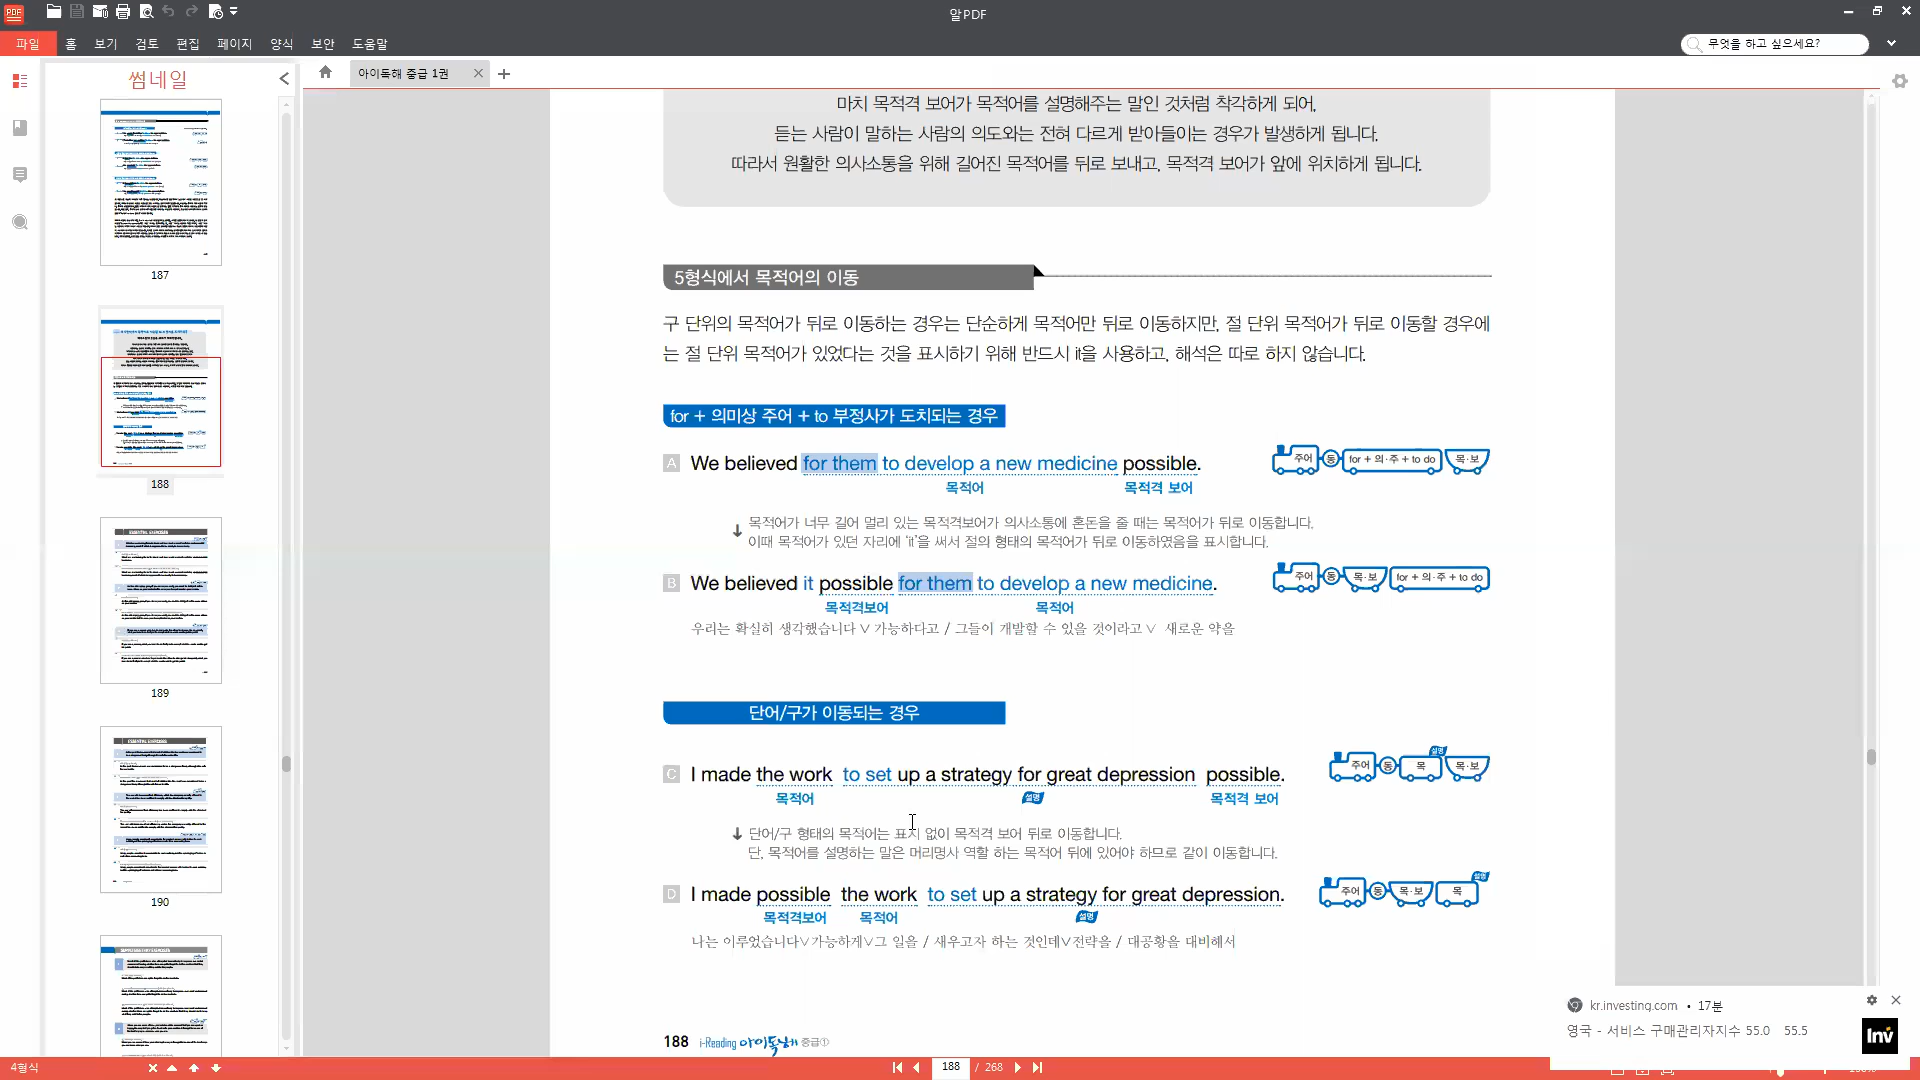 알PDF
파일 홈 보기 검토 편집 페이지 양식 보안 도움말
무엇을 하고 싶으세요?
썸네일
아이독해 중급 1권
187
188
189
190
마치 목적격 보어가 목적어를 설명해주는 말인 것처럼 착각하게 되어,
듣는 사람이 말하는 사람의 의도와는 전혀 다르게 받아들이는 경우가 발생하게 됩니다.
따라서 원활한 의사소통을 위해 길어진 목적어를 뒤로 보내고, 목적격 보어가 앞에 위치하게 됩니다.
5형식에서 목적어의 이동
구 단위의 목적어가 뒤로 이동하는 경우는 단순하게 목적어만 뒤로 이동하지만, 절 단위 목적어가 뒤로 이동할 경우에
는 절 단위 목적어가 있었다는 것을 표시하기 위해 반드시 it을 사용하고, 해석은 따로 하지 않습니다.
for + 의미상 주어 + to 부정사가 도치되는 경우
A We believed for them to develop a new medicine possible.
주어 동 for + 의·주 + to do 목·보
목적어 목적격 보어
↓ 목적어가 너무 길어 멀리 있는 목적격보어가 의사소통에 혼돈을 줄 때는 목적어가 뒤로 이동합니다.
이때 목적어가 있던 자리에 'it'을 써서 절의 형태의 목적어가 뒤로 이동하였음을 표시합니다.
B We believed it possible for them to develop a new medicine.
주어 동 목·보 for + 의·주 + to do
목적격보어 목적어
우리는 확실히 생각했습니다 ∨ 가능하다고 / 그들이 개발할 수 있을 것이라고 ∨ 새로운 약을
단어/구가 이동되는 경우
C I made the work to set up a strategy for great depression possible.
주어 동 목 설명 목·보
목적어 설명 목적격 보어
↓ 단어/구 형태의 목적어는 표시 없이 목적격 보어 뒤로 이동합니다.
단, 목적어를 설명하는 말은 머리명사 역할 하는 목적어 뒤에 있어야 하므로 같이 이동합니다.
D I made possible the work to set up a strategy for great depression.
주어 동 목·보 목 설명
목적격보어 목적어 설명
나는 이루었습니다∨가능하게∨그 일을 / 세우고자 하는 것인데∨전략을 / 대공황을 대비해서
188 i-Reading 아이독해 중급①
kr.investing.com • 17분
영국 - 서비스 구매관리자지수 55.0 55.5
Inv
4형식
188 / 268